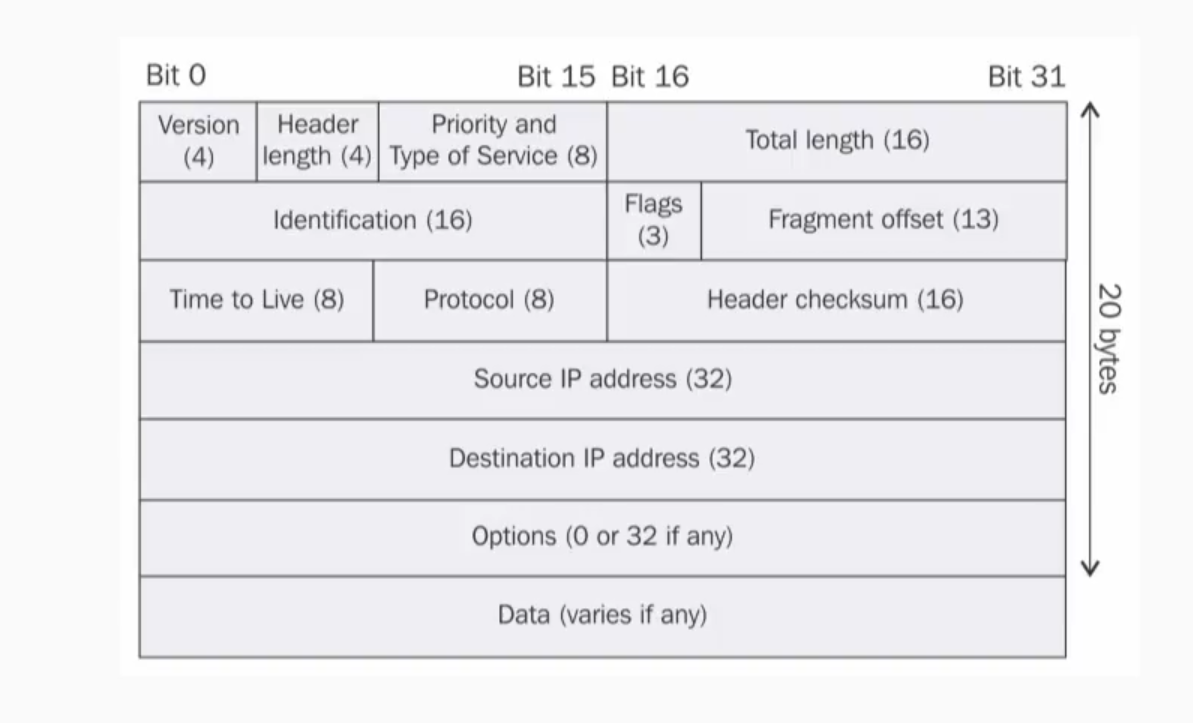 Bit 0 Bit 15 Bit 16 Bit 31
Version
(4)
Header
length (4)
Priority and
Type of Service (8)
Total length (16)
Identification (16)
Flags
(3)
Fragment offset (13)
Time to Live (8)
Protocol (8)
Header checksum (16)
Source IP address (32)
Destination IP address (32)
Options (0 or 32 if any)
Data (varies if any)
20 bytes